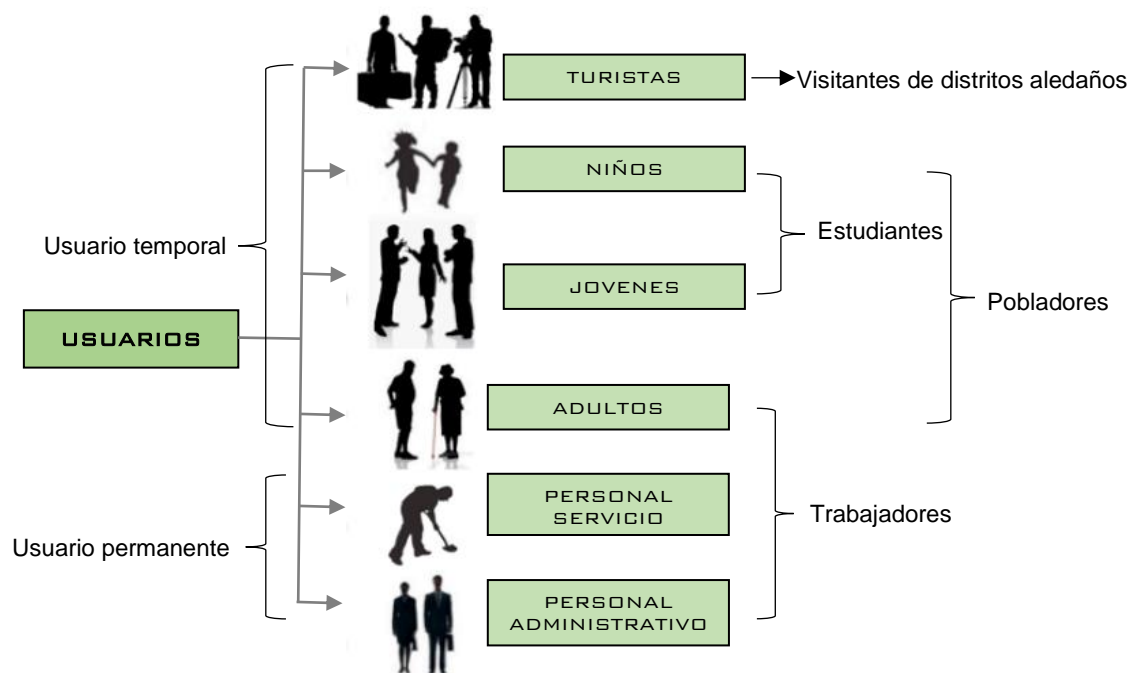 TURISTAS
Visitantes de distritos aledaños
NIÑOS
Estudiantes
Usuario temporal
JOVENES
Pobladores
USUARIOS
ADULTOS
PERSONAL
SERVICIO
Trabajadores
Usuario permanente
PERSONAL
ADMINISTRATIVO